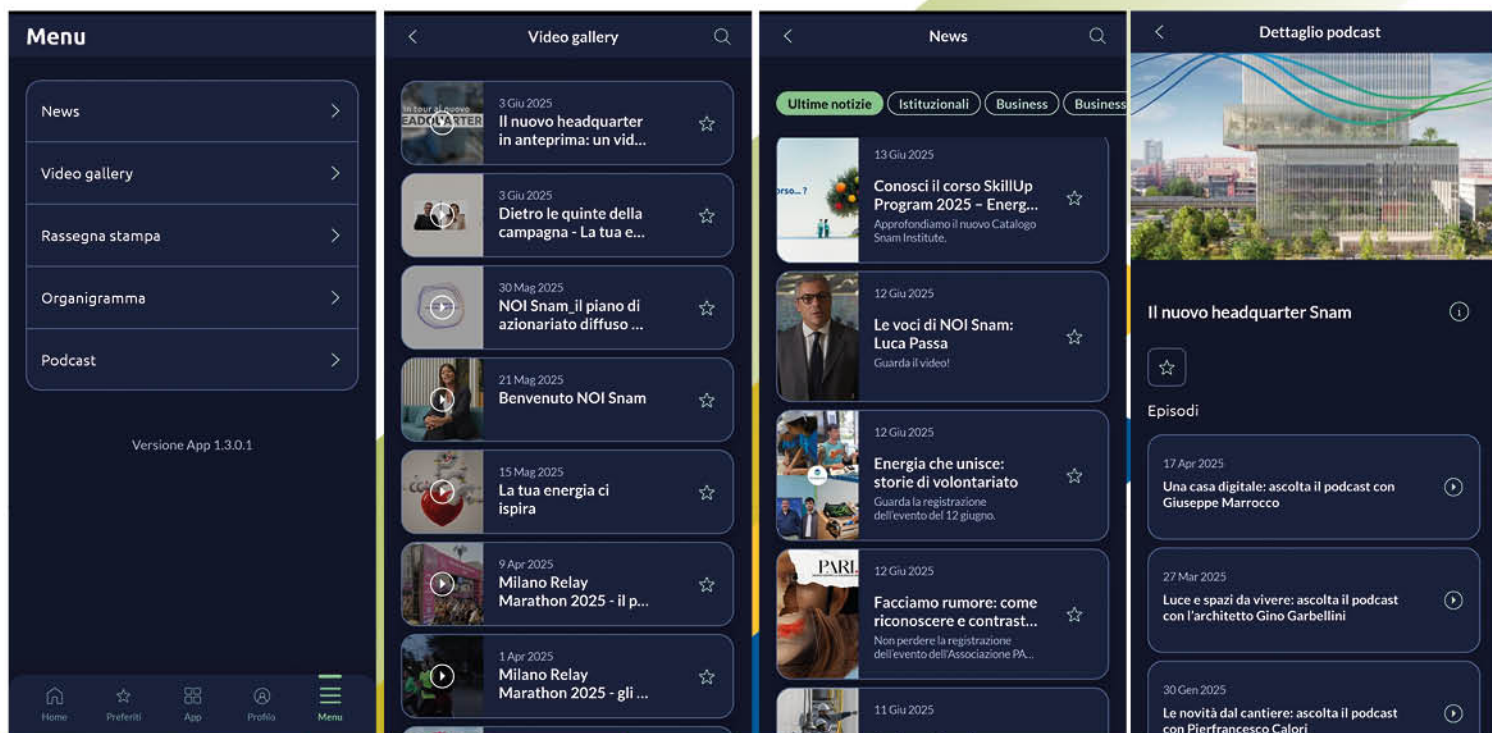 Menu
News
Video gallery
Rassegna stampa
Organigramma
Podcast
Versione App 1.3.0.1
Home
Preferiti
App
Profilo
Menu
Video gallery
In tour al nuovo
EADQUARTER
3 Giu 2025
Il nuovo headquarter
in anteprima: un vid...
3 Giu 2025
Dietro le quinte della
campagna - La tua e...
30 Mag 2025
NOI Snam_il piano di
azionariato diffuso ...
21 Mag 2025
Benvenuto NOI Snam
15 Mag 2025
La tua energia ci
ispira
9 Apr 2025
Milano Relay
Marathon 2025 - il p...
1 Apr 2025
Milano Relay
Marathon 2025 - gli ...
News
Ultime notizie
Istituzionali
Business
Business
orso... ?
13 Giu 2025
Conosci il corso SkillUp
Program 2025 – Energ...
Approfondiamo il nuovo Catalogo
Snam Institute.
12 Giu 2025
Le voci di NOI Snam:
Luca Passa
Guarda il video!
12 Giu 2025
Energia che unisce:
storie di volontariato
Guarda la registrazione
dell'evento del 12 giugno.
PARI.
12 Giu 2025
Facciamo rumore: come
riconoscere e contrast...
Non perdere la registrazione
dell'evento dell'Associazione PA...
11 Giu 2025
Dettaglio podcast
Il nuovo headquarter Snam
Episodi
17 Apr 2025
Una casa digitale: ascolta il podcast con
Giuseppe Marrocco
27 Mar 2025
Luce e spazi da vivere: ascolta il podcast
con l'architetto Gino Garbellini
30 Gen 2025
Le novità dal cantiere: ascolta il podcast
con Pierfrancesco Calori